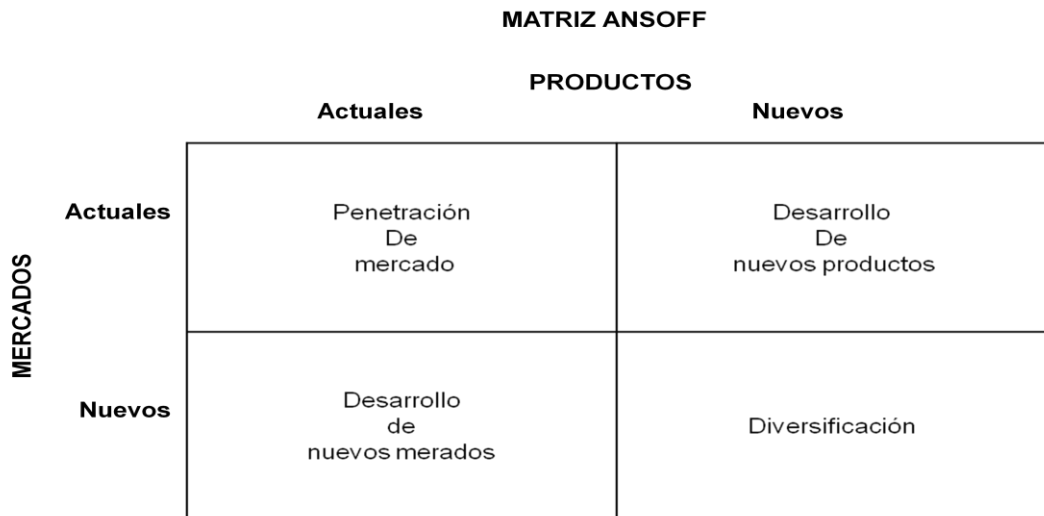 MATRIZ ANSOFF
PRODUCTOS
Actuales
Nuevos
MERCADOS
Actuales
Penetración
De
mercado
Desarrollo
De
nuevos productos
Nuevos
Desarrollo
de
nuevos merados
Diversificación